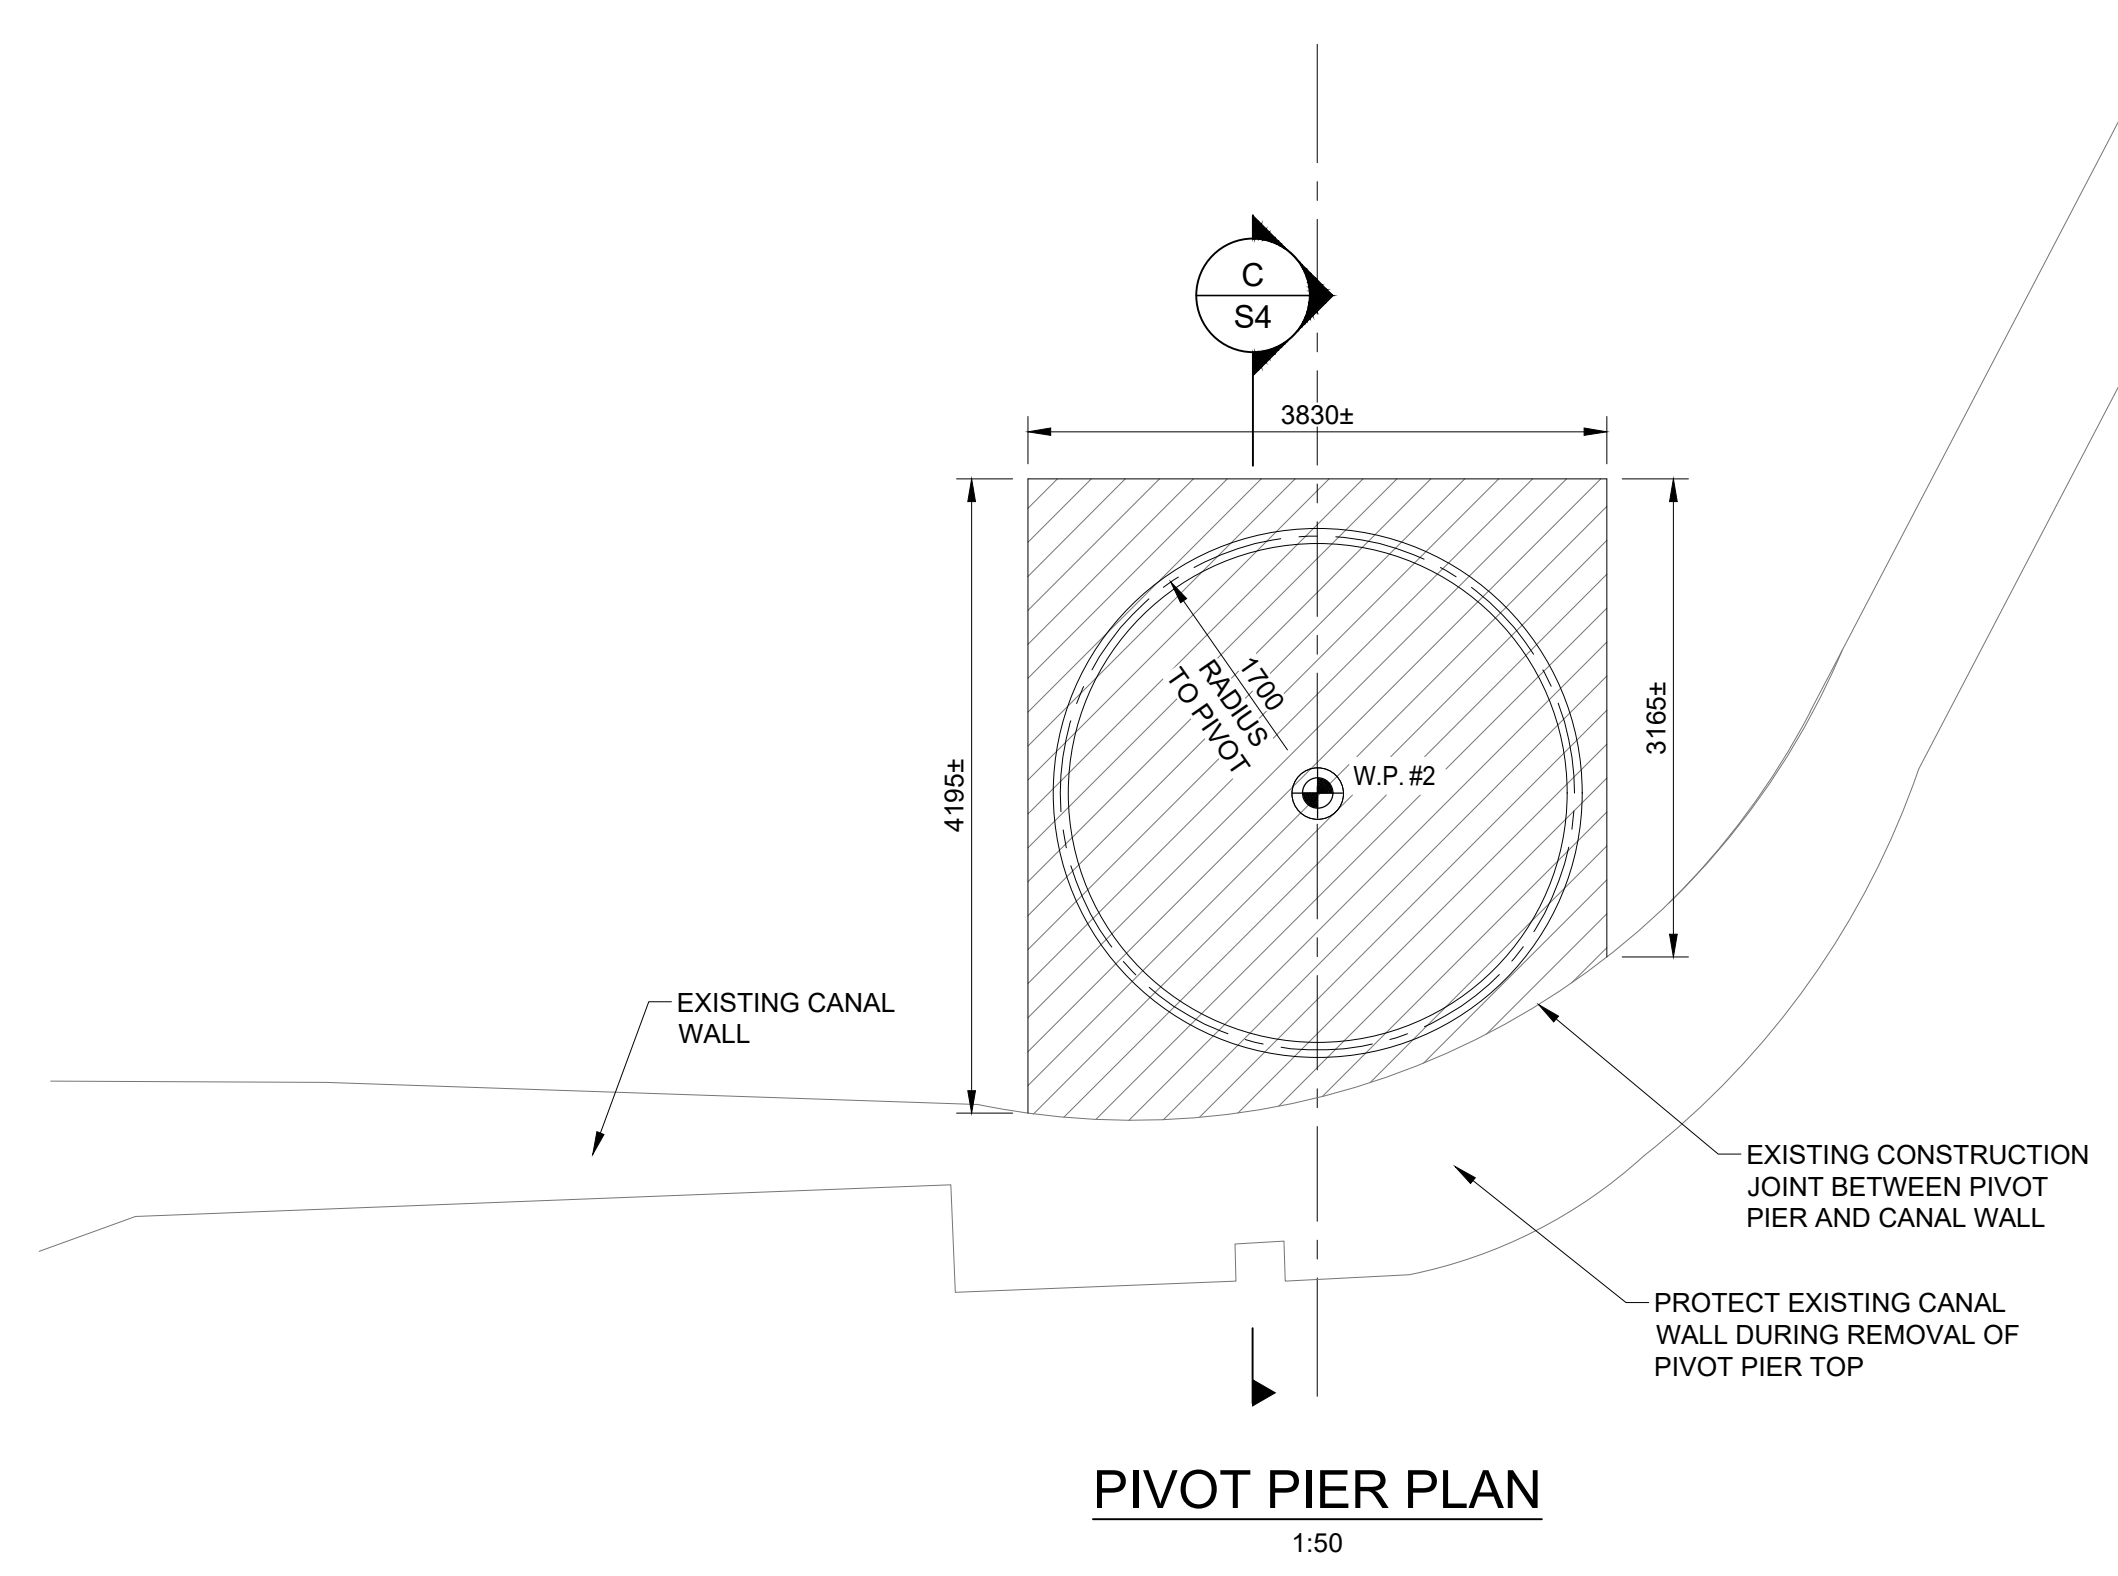 C
S4
3830±
4195±
3165±
1700
RADIUS
TO PIVOT
W.P. #2
EXISTING CANAL
WALL
EXISTING CONSTRUCTION
JOINT BETWEEN PIVOT
PIER AND CANAL WALL
PROTECT EXISTING CANAL
WALL DURING REMOVAL OF
PIVOT PIER TOP
PIVOT PIER PLAN
1:50